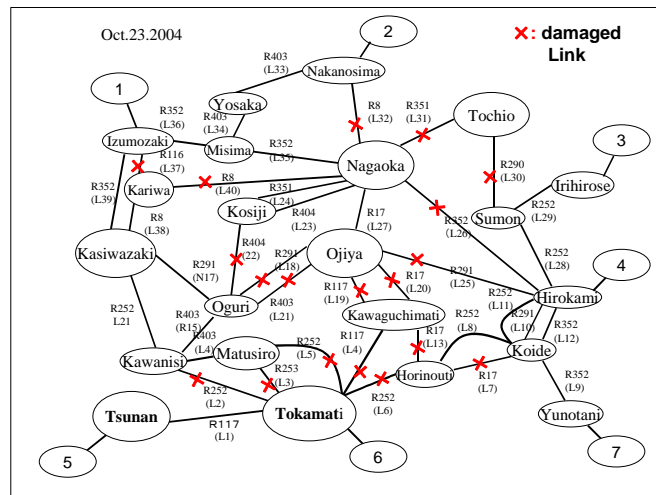 Oct.23.2004
2
: damaged
Link
R403
(L33)
Nakanosima
1
Yosaka
R8
(L32)
R351
(L31)
Tochio
R352
(L36)
R403
(L34)
3
Izumozaki
Misima
R352
(L35)
R116
(L37)
Nagaoka
R290
(L30)
Irihirose
R8
(L40)
Kariwa
R352
(L39)
R351
(L24)
R252
(L29)
Kosiji
R404
(L23)
R17
(L27)
R352
(L26)
Sumon
R8
(L38)
Kasiwazaki
R404
(22)
R291
(L18)
Ojiya
R252
(L28)
4
R291
(N17)
R17
(L20)
R291
(L25)
R252
(L11)
Hirokami
R117
(L19)
R291
(L10)
R252
L21
Oguri
R403
(L21)
Kawaguchimati
R352
(L12)
R403
(R15)
R17
(L13)
R252
(L8)
R403
(L4)
Matusiro
R252
(L5)
R117
(L4)
Koide
Kawanisi
R253
(L3)
Horinouti
R17
(L7)
R352
(L9)
R252
(L2)
R252
(L6)
Tsunan
Tokamati
Yunotani
R117
(L1)
5
6
7